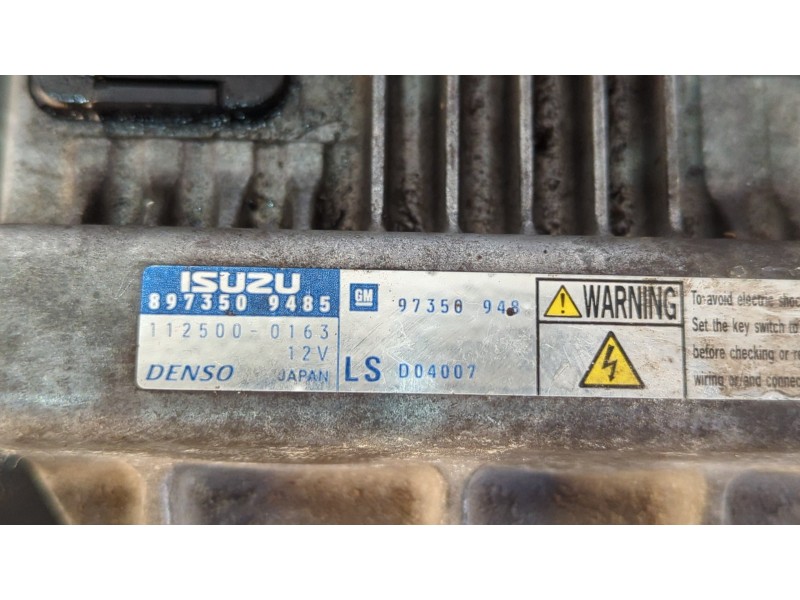 ISUZU
897350 9485
112500-0163
12V
DENSO JAPAN
GM 97350 948
LS D04007
WARNING
To avoid electric
Set the key switch to
before checking or
wiring or and